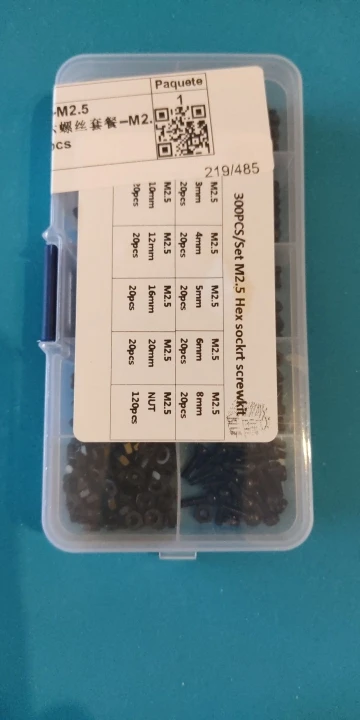 Paquete
1
-M2.5
螺丝套餐-M2.
pcs
219/485
300PCS/Set M2.5 Hex sockrt screwkit
M2.5 M2.5 M2.5 M2.5 M2.5
3mm 4mm 5mm 6mm 8mm
20pcs 20pcs 20pcs 20pcs 20pcs
M2.5 M2.5 M2.5 M2.5 M2.5
10mm 12mm 16mm 20mm NUT
20pcs 20pcs 20pcs 20pcs 120pcs